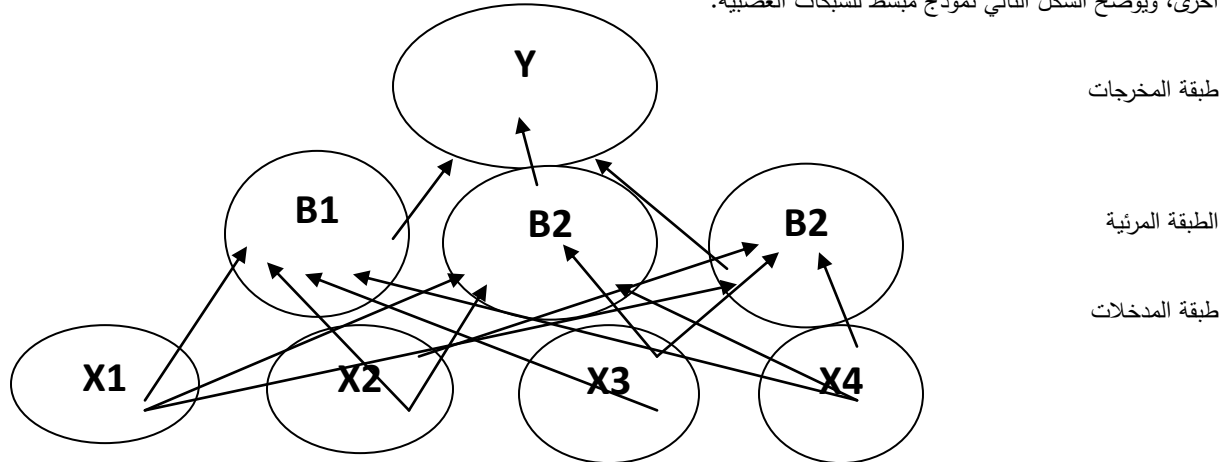 أخرى، ويوضح الشكل التالي نموذج مبسط للشبكات العصبية.
Y
طبقة المخرجات
B1
B2
B2
الطبقة المرئية
طبقة المدخلات
X1
X2
X3
X4